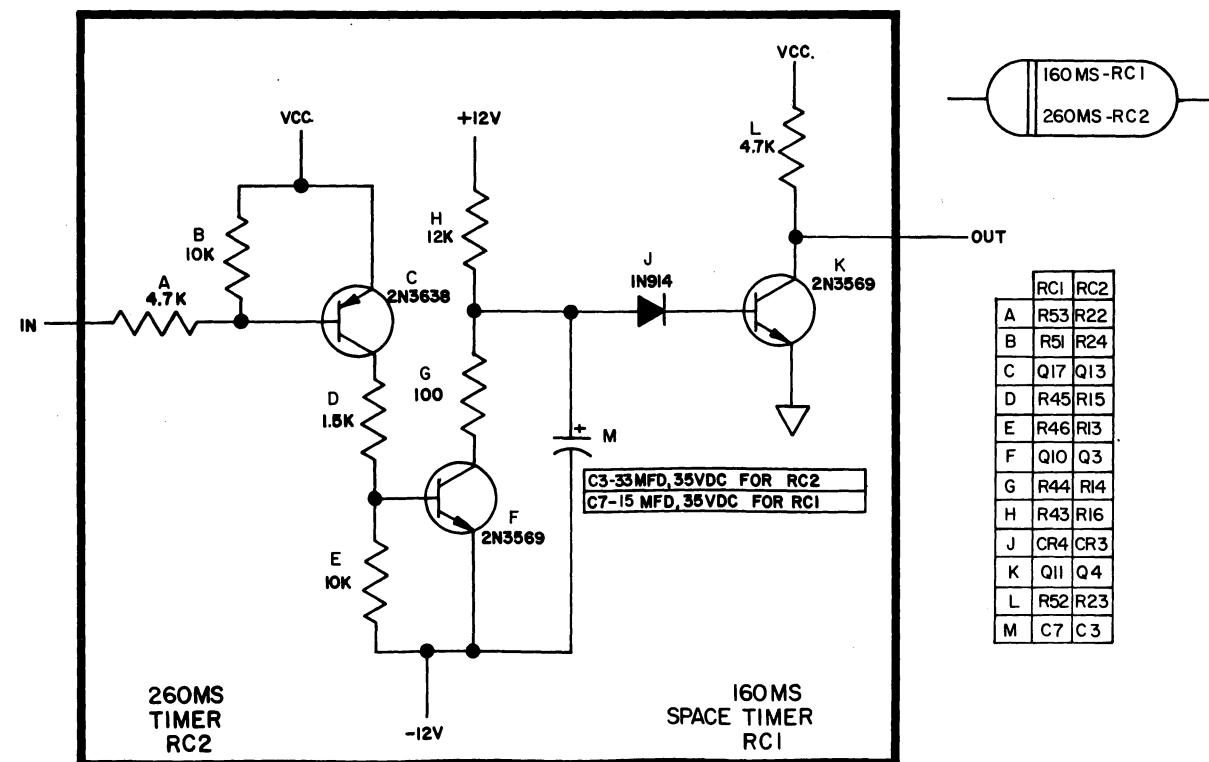 VCC.
160MS-RC1
260MS-RC2
VCC.
+12V
L
4.7K
B
10K
H
12K
A
4.7K
C
2N3638
J
1N914
K
2N3569
OUT
IN
G
100
D
1.5K
+
M
C3-33MFD, 35VDC FOR RC2
C7-15 MFD, 35VDC FOR RC1
F
2N3569
E
10K
-12V
260MS
TIMER
RC2
160MS
SPACE TIMER
RC1
RC1 RC2
A R53 R22
B R51 R24
C Q17 Q13
D R45 R15
E R46 R13
F Q10 Q3
G R44 R14
H R43 R16
J CR4 CR3
K Q11 Q4
L R52 R23
M C7 C3